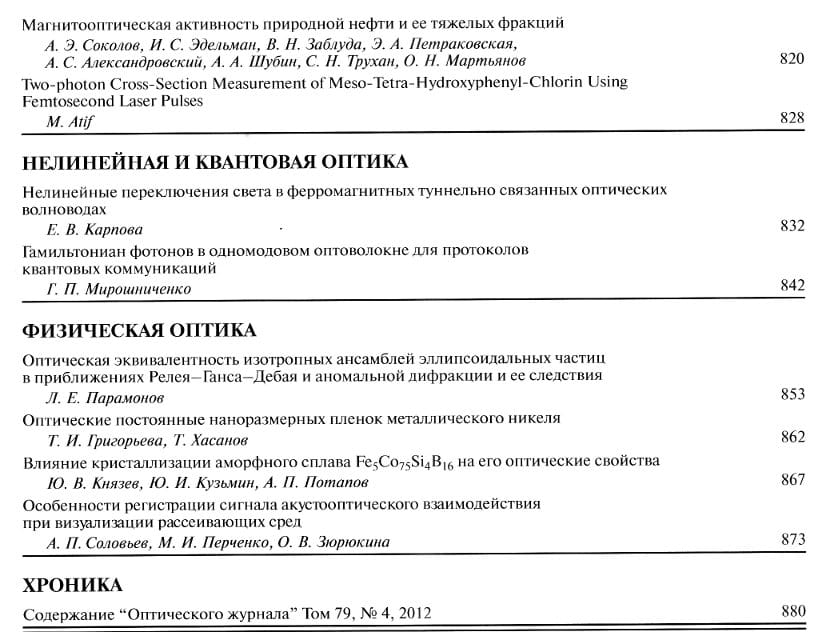 Магнитооптическая активность природной нефти и ее тяжелых фракций
А. Э. Соколов, И. С. Эдельман, В. Н. Заблуда, Э. А. Петраковская,
А. С. Александровский, А. А. Шубин, С. Н. Трухан, О. Н. Мартьянов 820
Two-photon Cross-Section Measurement of Meso-Tetra-Hydroxyphenyl-Chlorin Using
Femtosecond Laser Pulses
M. Atif 828
НЕЛИНЕЙНАЯ И КВАНТОВАЯ ОПТИКА
Нелинейные переключения света в ферромагнитных туннельно связанных оптических
волноводах
Е. В. Карпова 832
Гамильтониан фотонов в одномодовом оптоволокне для протоколов
квантовых коммуникаций
Г. П. Мирошниченко 842
ФИЗИЧЕСКАЯ ОПТИКА
Оптическая эквивалентность изотропных ансамблей эллипсоидальных частиц
в приближениях Релея–Ганса–Дебая и аномальной дифракции и ее следствия
Л. Е. Парамонов 853
Оптические постоянные наноразмерных пленок металлического никеля
Т. И. Григорьева, Т. Хасанов 862
Влияние кристаллизации аморфного сплава Fe₅Co₇₅Si₄B₁₆ на его оптические свойства
Ю. В. Князев, Ю. И. Кузьмин, А. П. Потапов 867
Особенности регистрации сигнала акустооптического взаимодействия
при визуализации рассеивающих сред
А. П. Соловьев, М. И. Перченко, О. В. Зюрюкина 873
ХРОНИКА
Содержание “Оптического журнала” Том 79, № 4, 2012 880